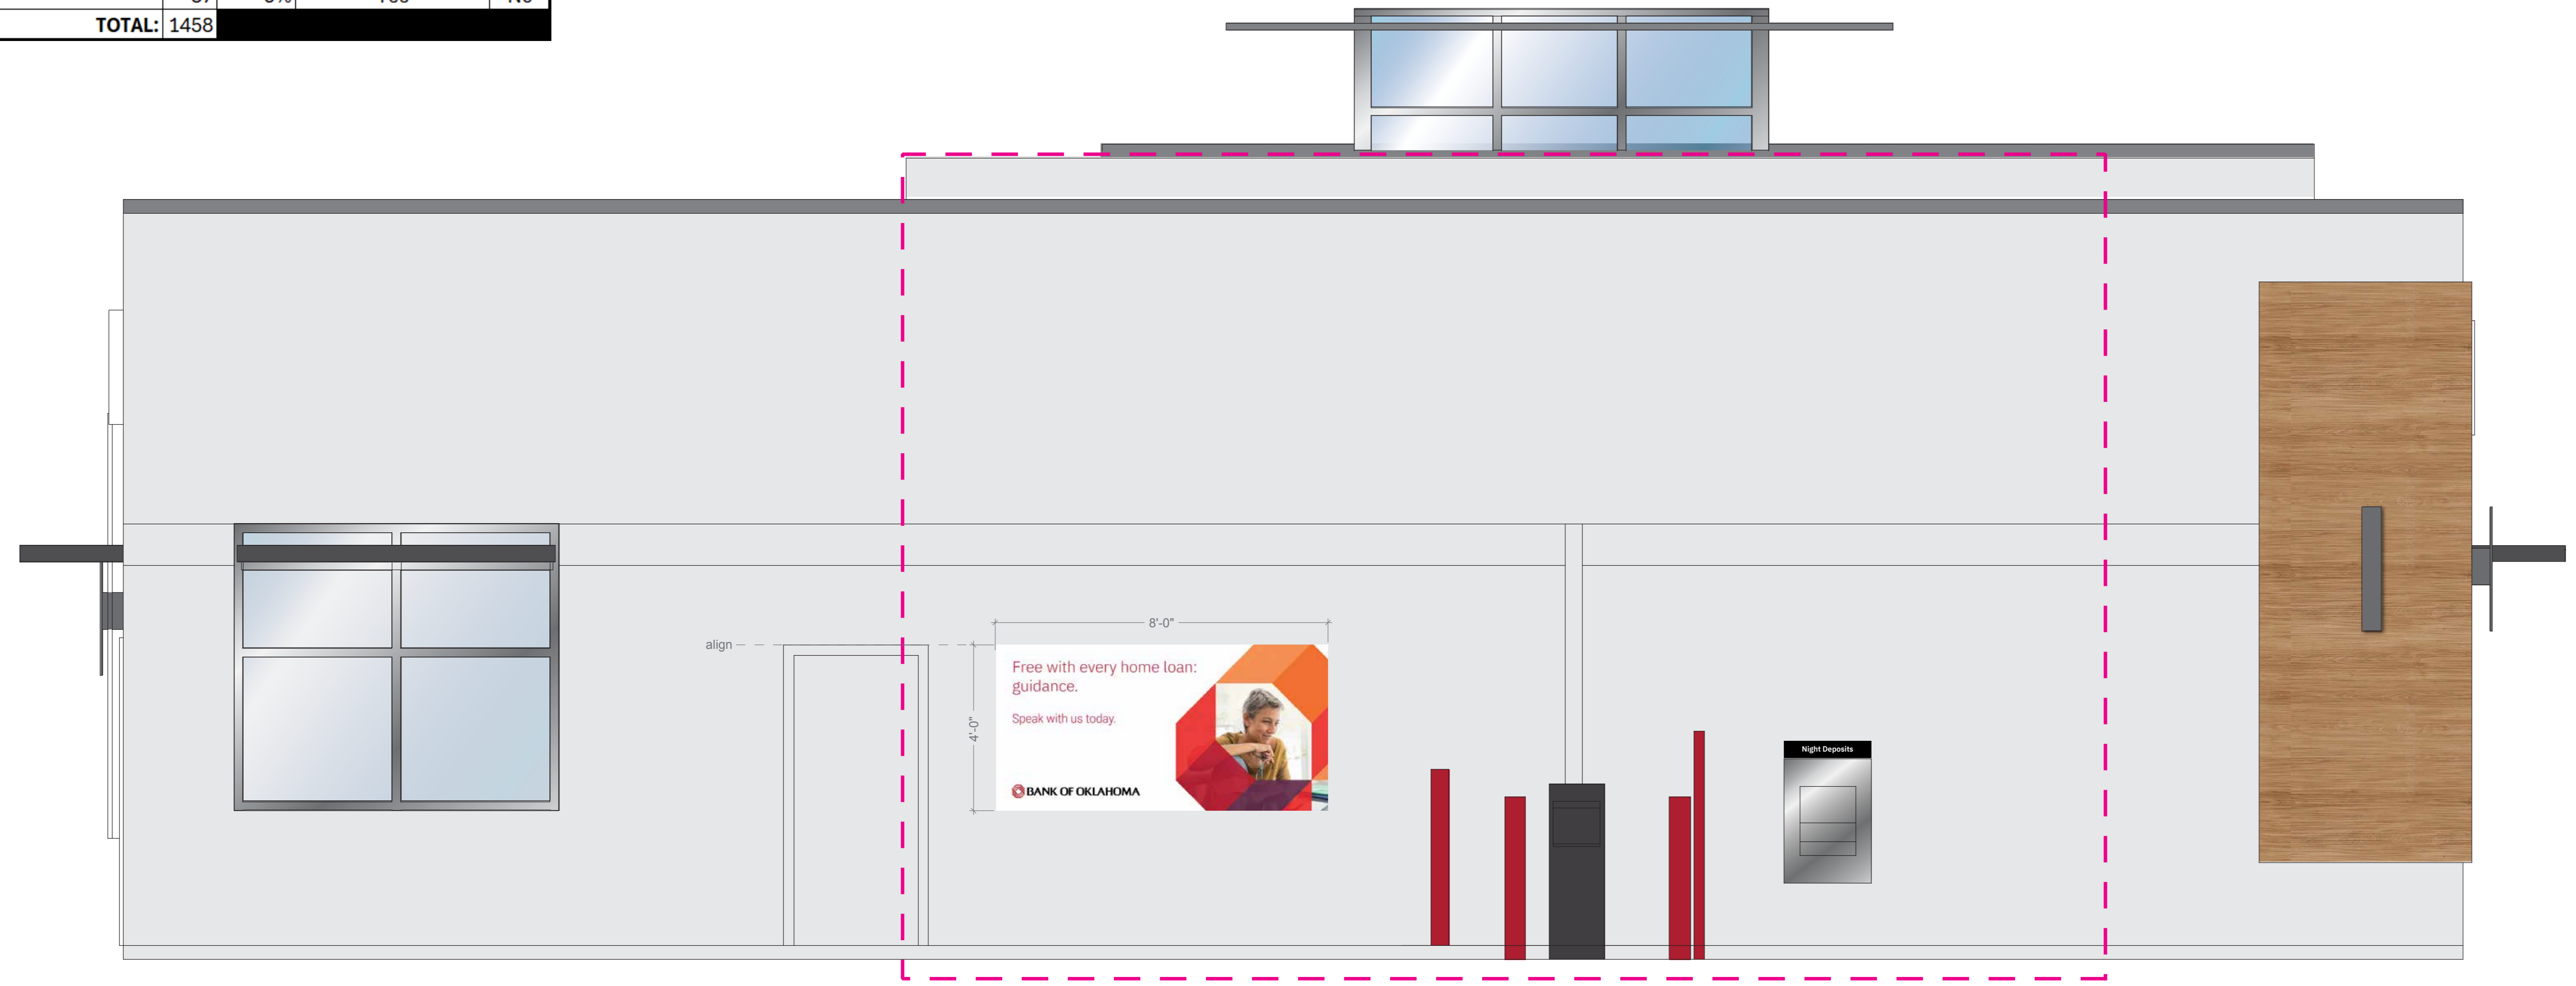 TOTAL: 1458
8'-0"
align
4'-0"
Free with every home loan:
guidance.
Speak with us today.
BANK OF OKLAHOMA
Night Deposits